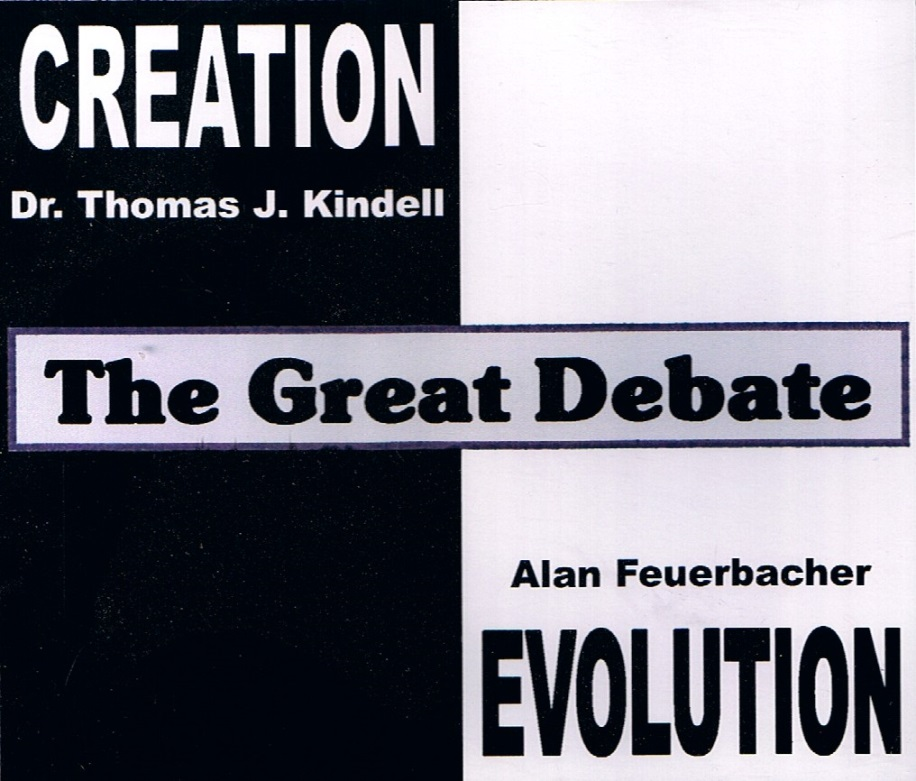 CREATION
Dr. Thomas J. Kindell
The Great Debate
Alan Feuerbacher
EVOLUTION